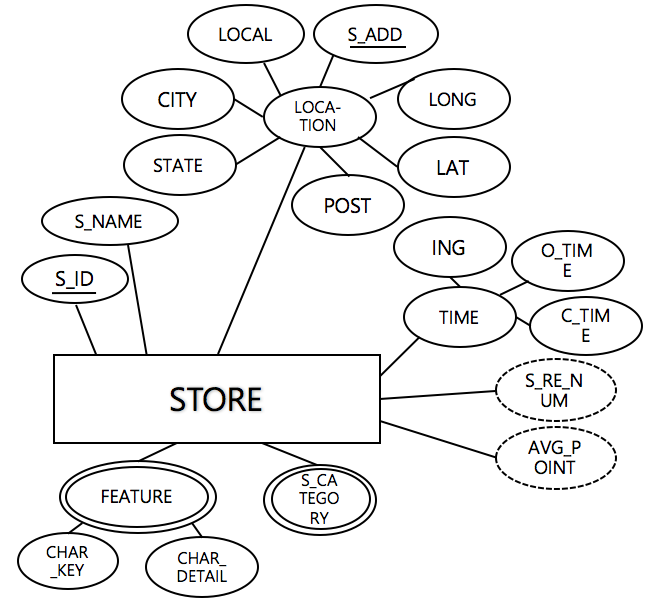 LOCAL
S_ADD
CITY
LOCA-
TION
LONG
STATE
LAT
POST
S_NAME
ING
O_TIM
E
S_ID
TIME
C_TIM
E
STORE
S_RE_N
UM
AVG_P
OINT
FEATURE
S_CA
TEGO
RY
CHAR
_KEY
CHAR_
DETAIL